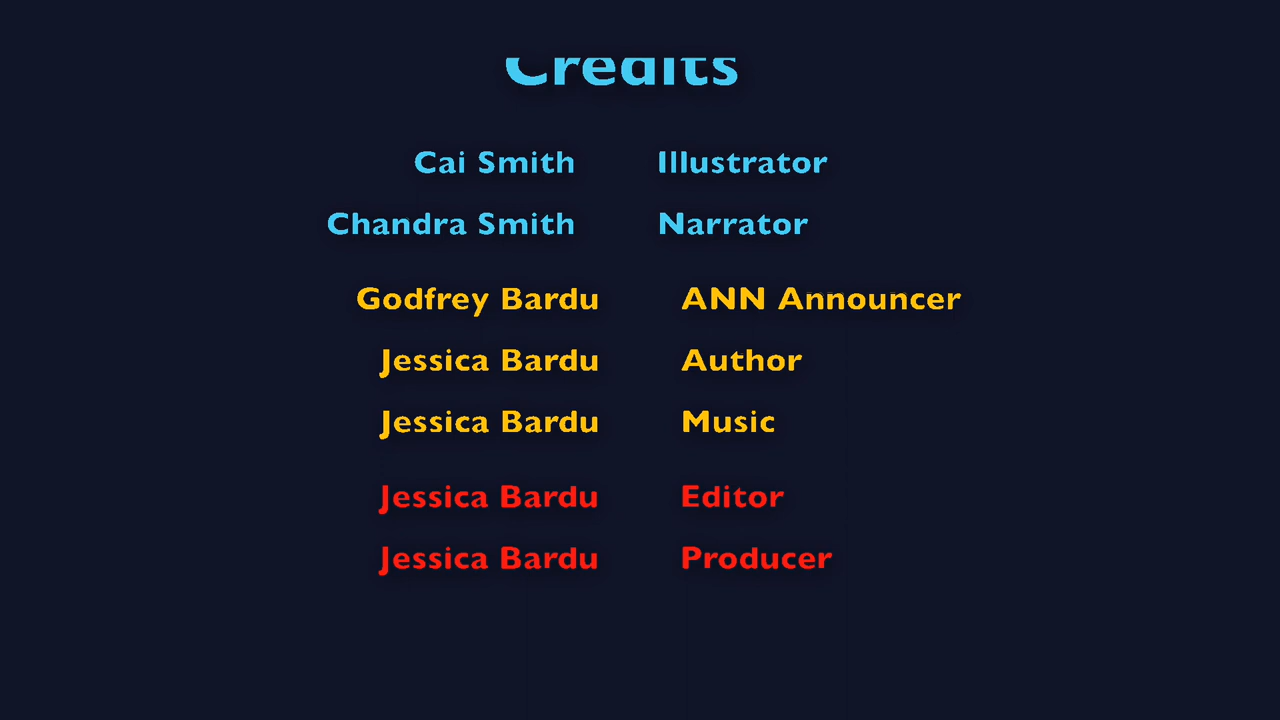 Credits
Cai Smith Illustrator
Chandra Smith Narrator
Godfrey Bardu ANN Announcer
Jessica Bardu Author
Jessica Bardu Music
Jessica Bardu Editor
Jessica Bardu Producer